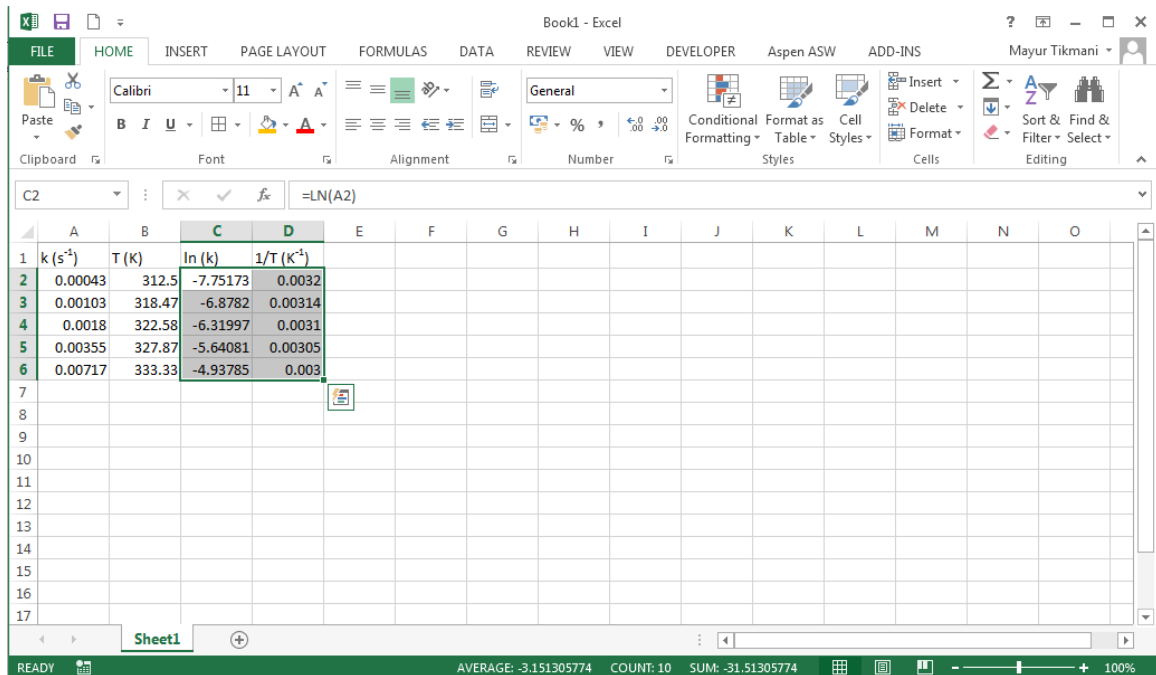 Book1 - Excel
?
FILE HOME INSERT PAGE LAYOUT FORMULAS DATA REVIEW VIEW DEVELOPER Aspen ASW ADD-INS Mayur Tikmani
Paste
Clipboard
Calibri 11 A A
B I U A
Font
Alignment
General
% , .0 .00 .00 .0
Number
Conditional Formatting
Format as Table
Cell Styles
Styles
Insert
Delete
Format
Cells
Σ
A Z
Sort & Filter
Find & Select
Editing
C2 fx =LN(A2)
A B C D E F G H I J K L M N O
1 k (s⁻¹) T (K) ln (k) 1/T (K⁻¹)
2 0.00043 312.5 -7.75173 0.0032
3 0.00103 318.47 -6.8782 0.00314
4 0.0018 322.58 -6.31997 0.0031
5 0.00355 327.87 -5.64081 0.00305
6 0.00717 333.33 -4.93785 0.003
7
8
9
10
11
12
13
14
15
16
17
Sheet1
READY AVERAGE: -3.151305774 COUNT: 10 SUM: -31.51305774 - + 100%